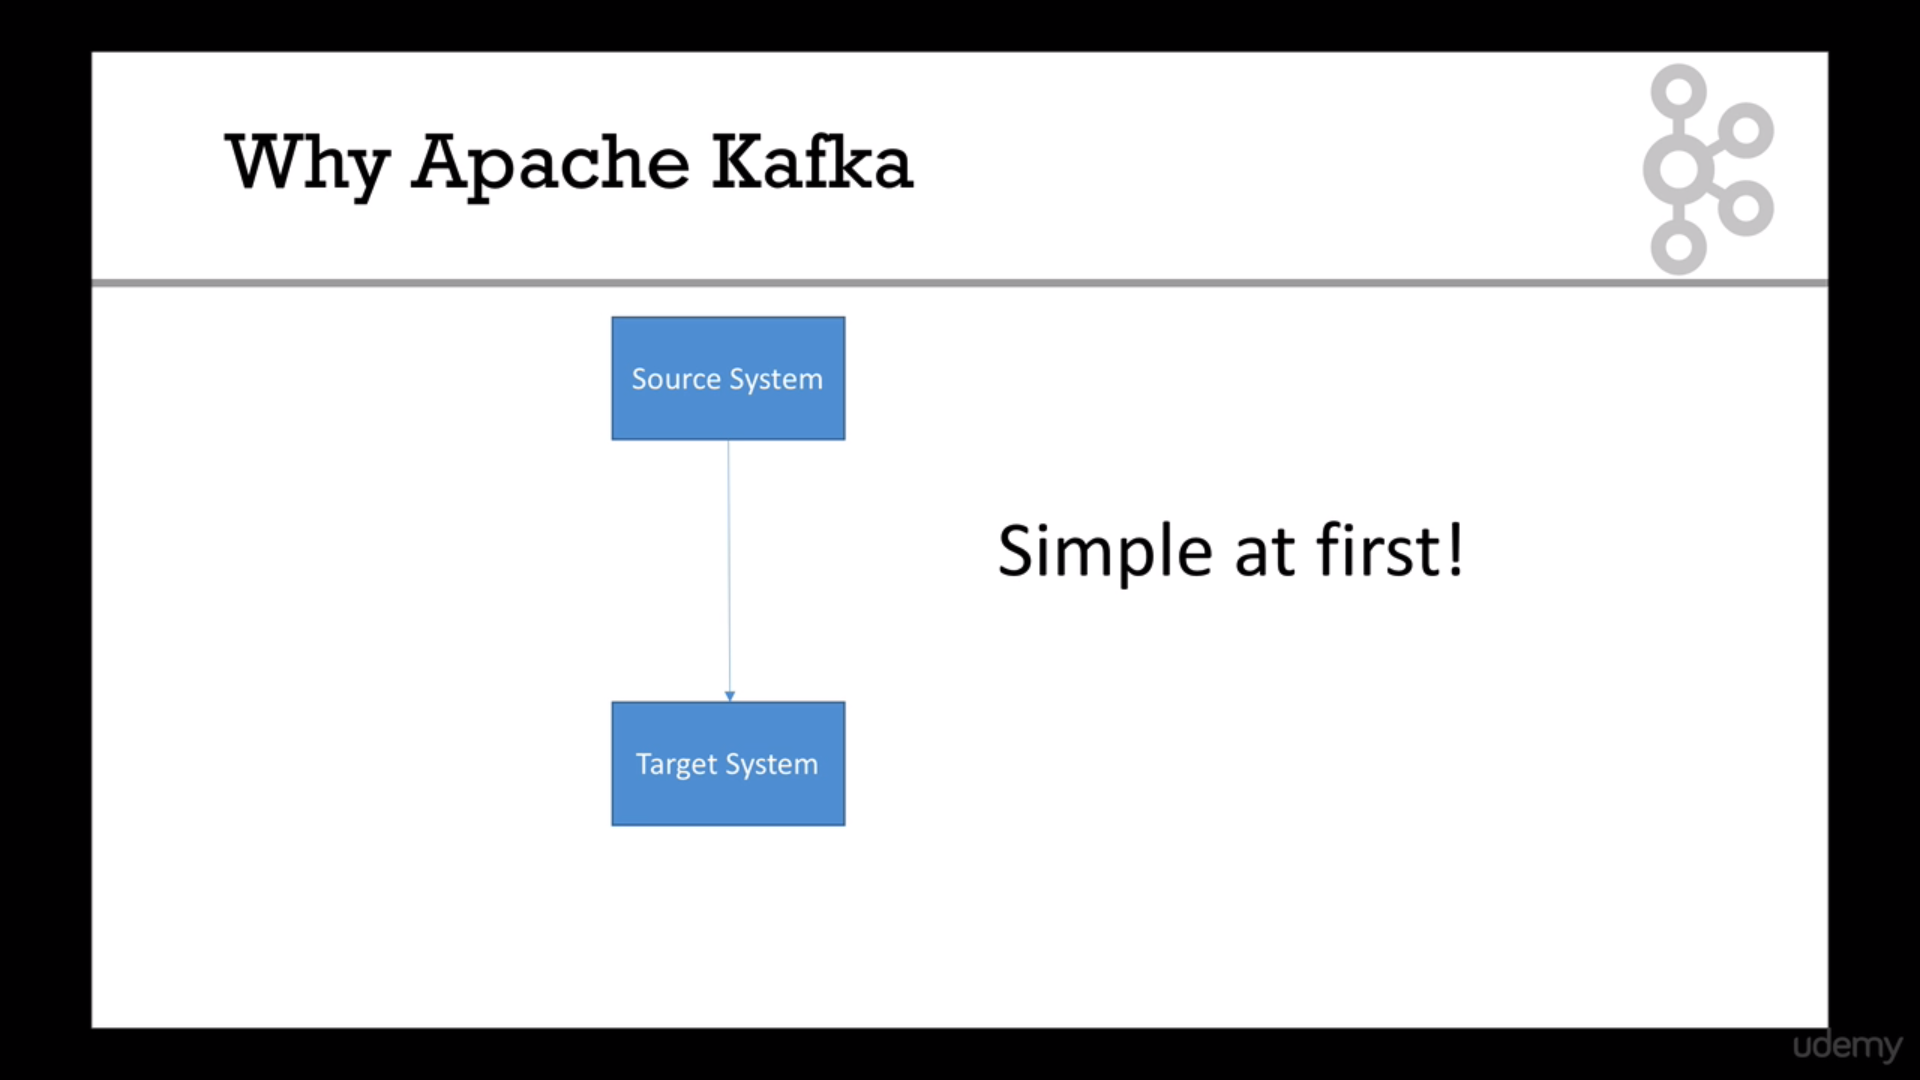 Why Apache Kafka
Source System
Simple at first!
Target System
udemy